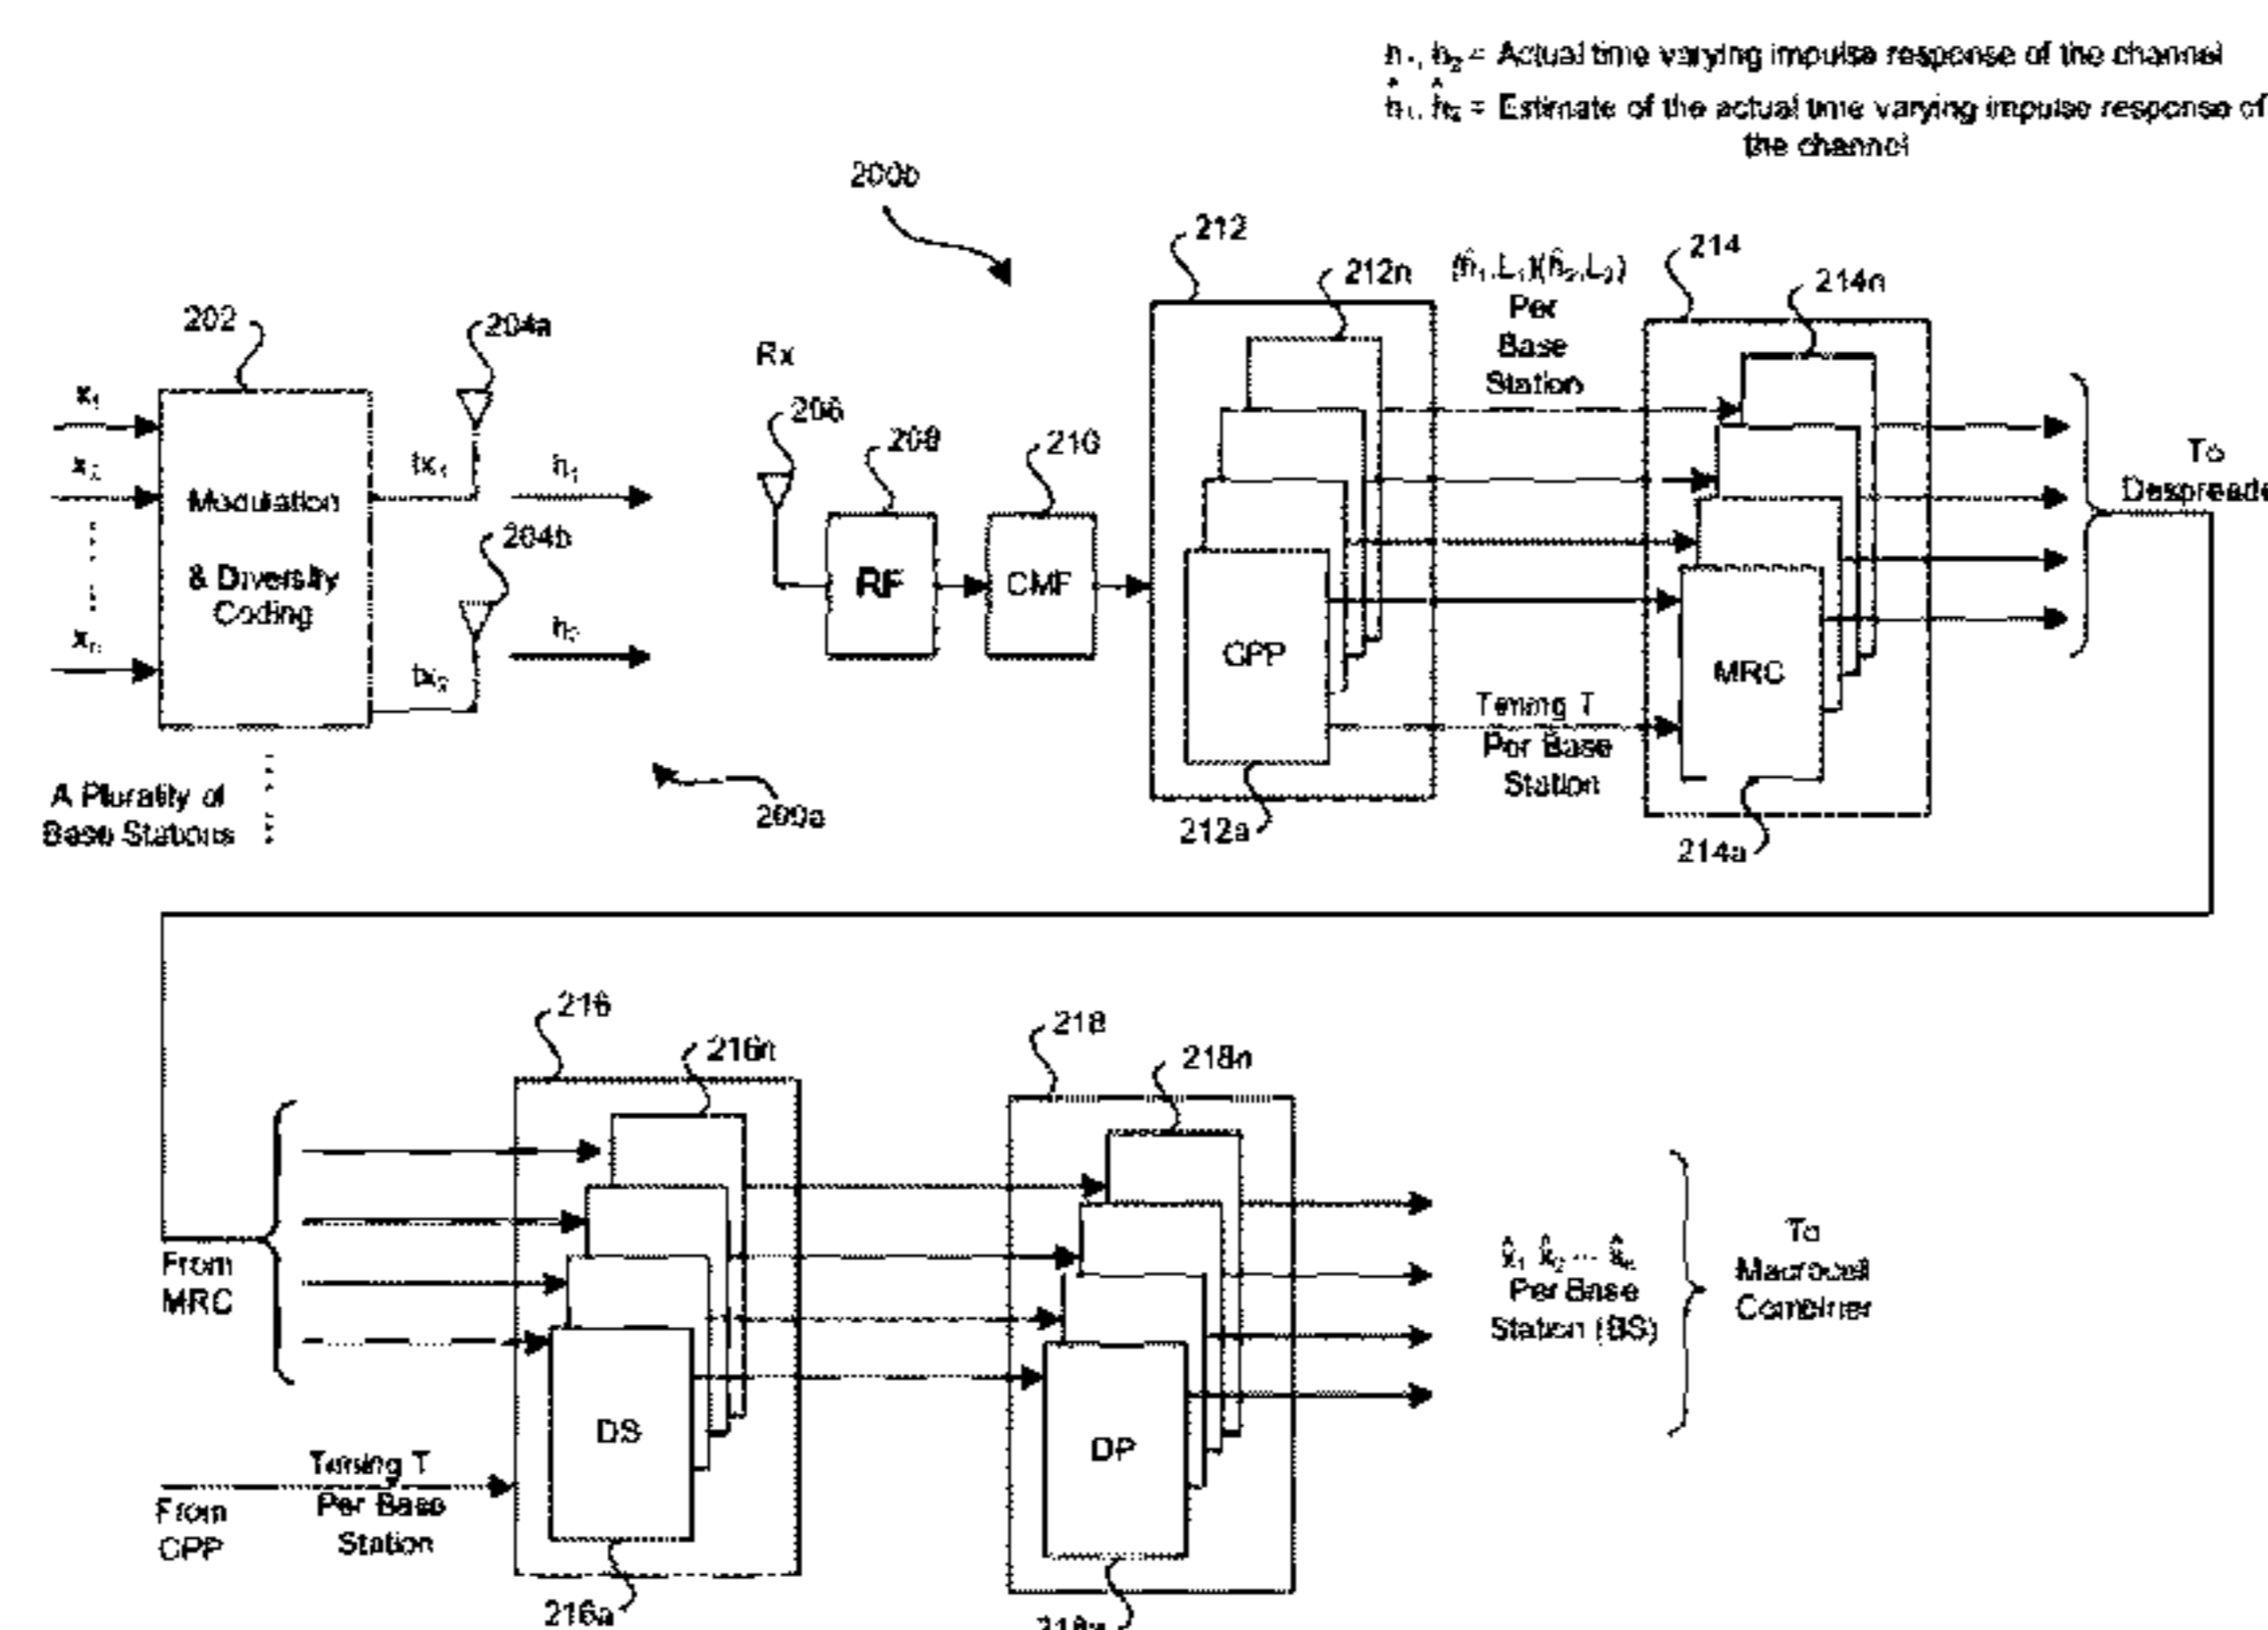 h₁, h₂ = Actual time varying impulse response of the channel
ĥ₁, ĥ₂ = Estimate of the actual time varying impulse response of
the channel
200b
212
212n
(ĥ₁,L₁)(ĥ₂,L₂)
Per
Base
Station
214
214n
202
204a
Rx
206
208
210
x₁
x₂
xₙ
Modulation
& Diversity
Coding
tx₁
h₁
204b
tx₂
h₂
RF
CMF
CPP
MRC
To
Despreade
Timing T
Per Base
Station
A Plurality of
Base Stations
200a
212a
214a
216
216n
218
218n
From
MRC
DS
DP
x̂₁ x̂₂ ... x̂ₙ
Per Base
Station (BS)
To
Macrocell
Combiner
From
CPP
Timing T
Per Base
Station
216a